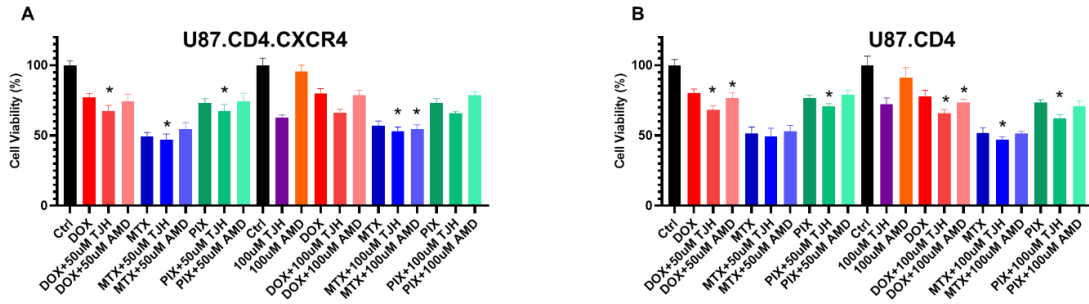 A
U87.CD4.CXCR4
Cell Viability (%)
100
50
0
*
*
*
*
*
Ctrl
DOX
DOX+50uM TJH
DOX+50uM AMD
MTX
MTX+50uM TJH
MTX+50uM AMD
PIX
PIX+50uM TJH
PIX+50uM AMD
Ctrl
100uM TJH
100uM AMD
DOX
DOX+100uM TJH
DOX+100uM AMD
MTX
MTX+100uM TJH
MTX+100uM AMD
PIX
PIX+100uM TJH
PIX+100uM AMD
B
U87.CD4
Cell Viability (%)
100
50
0
*
*
*
*
*
*
*
Ctrl
DOX
DOX+50uM TJH
DOX+50uM AMD
MTX
MTX+50uM TJH
MTX+50uM AMD
PIX
PIX+50uM TJH
PIX+50uM AMD
Ctrl
100uM TJH
100uM AMD
DOX
DOX+100uM TJH
DOX+100uM AMD
MTX
MTX+100uM TJH
MTX+100uM AMD
PIX
PIX+100uM TJH
PIX+100uM AMD